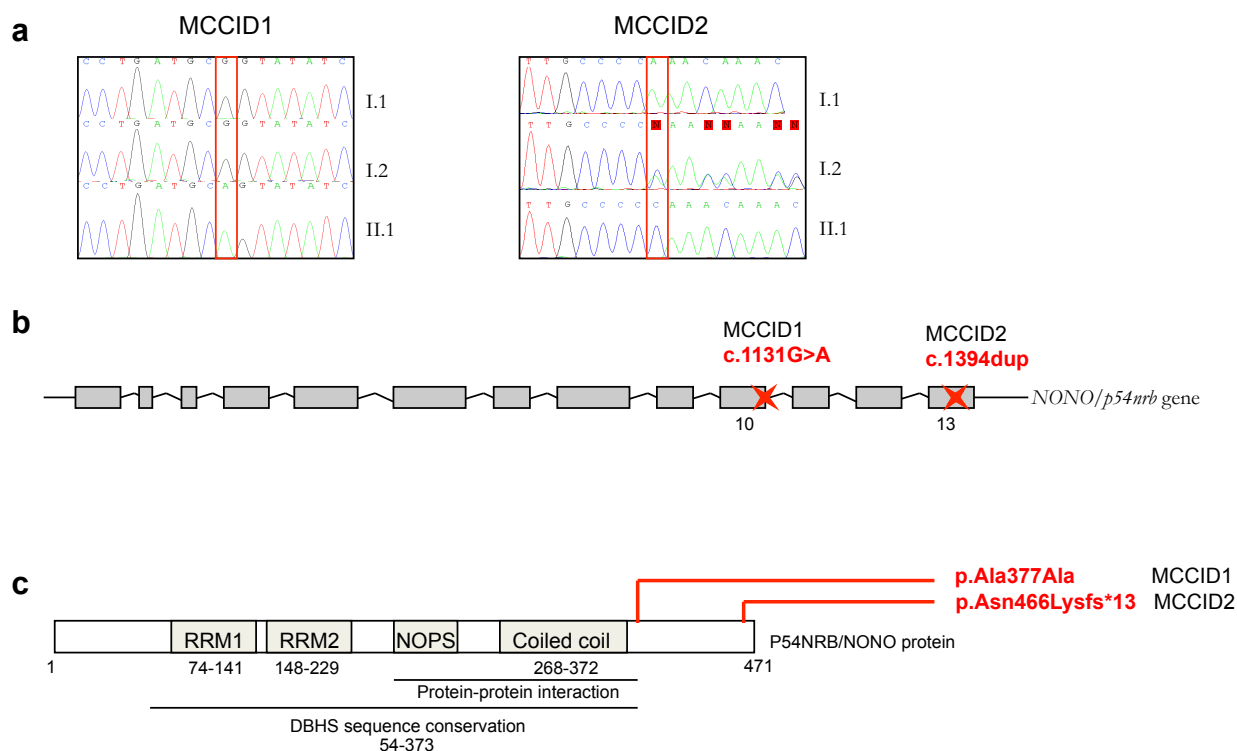 a
MCCID1
MCCID2
C C T G A T G C G G T A T A T C
I.1
C C T G A T G C G G T A T A T C
I.2
C C T G A T G C A G T A T A T C
II.1
T T G C C C C A A A C A A A C
I.1
T T G C C C C N A A N N A A N N
I.2
T T G C C C C C A A A C A A A C
II.1
b
MCCID1
c.1131G>A
MCCID2
c.1394dup
10
13
NONO/p54nrb gene
c
p.Ala377Ala MCCID1
p.Asn466Lysfs*13 MCCID2
RRM1 RRM2 NOPS Coiled coil P54NRB/NONO protein
1 74-141 148-229 268-372 471
Protein-protein interaction
DBHS sequence conservation
54-373